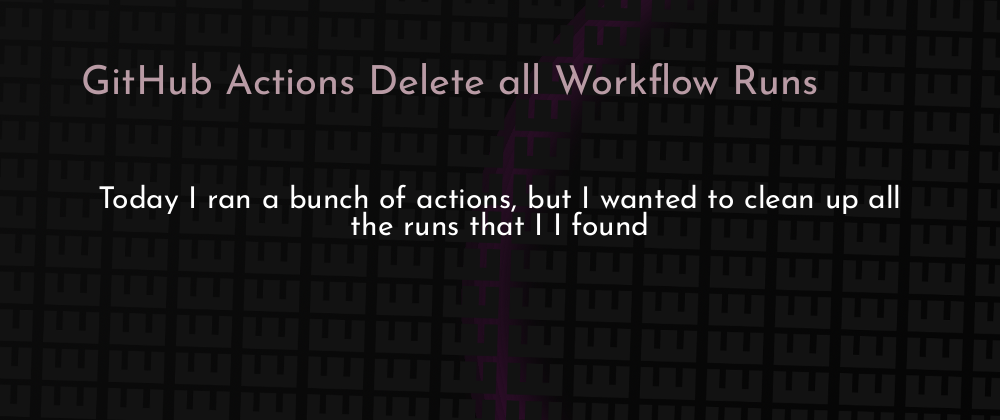 GitHub Actions Delete all Workflow Runs
Today I ran a bunch of actions, but I wanted to clean up all
the runs that I I found